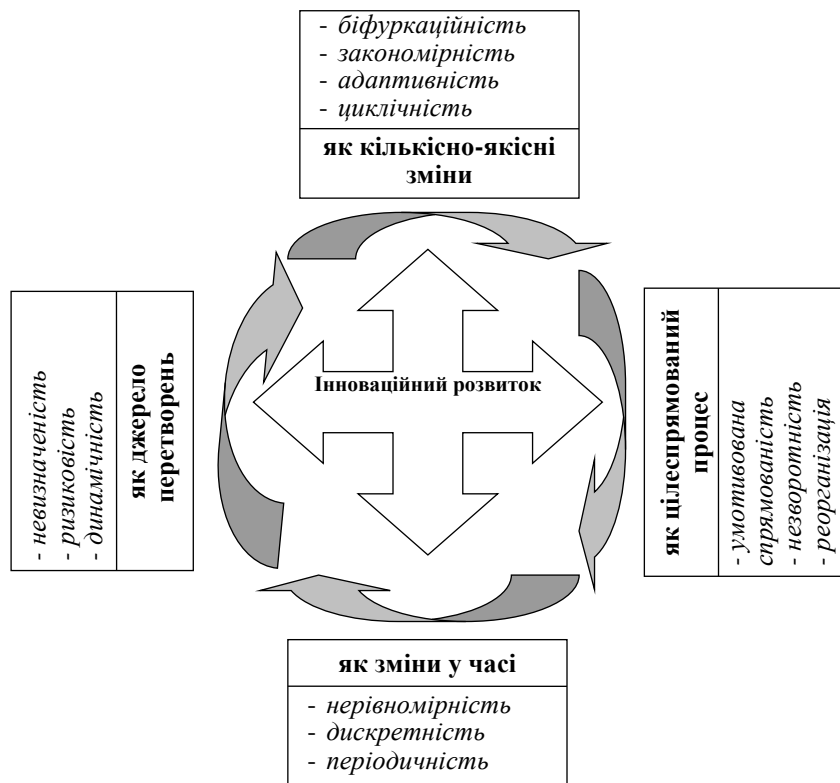 - біфуркаційність
- закономірність
- адаптивність
- циклічність
як кількісно-якісні
зміни
- невизначеність
- ризиковість
- динамічність
як джерело
перетворень
Інноваційний розвиток
як цілеспрямований
процес
- умотивована
спрямованість
- незворотність
- реорганізація
як зміни у часі
- нерівномірність
- дискретність
- періодичність